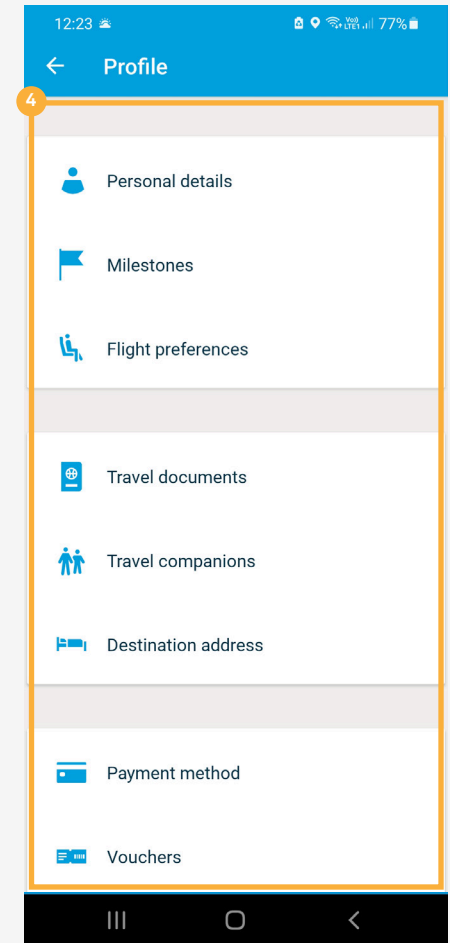 12:23 77%
Profile
4
Personal details
Milestones
Flight preferences
Travel documents
Travel companions
Destination address
Payment method
Vouchers